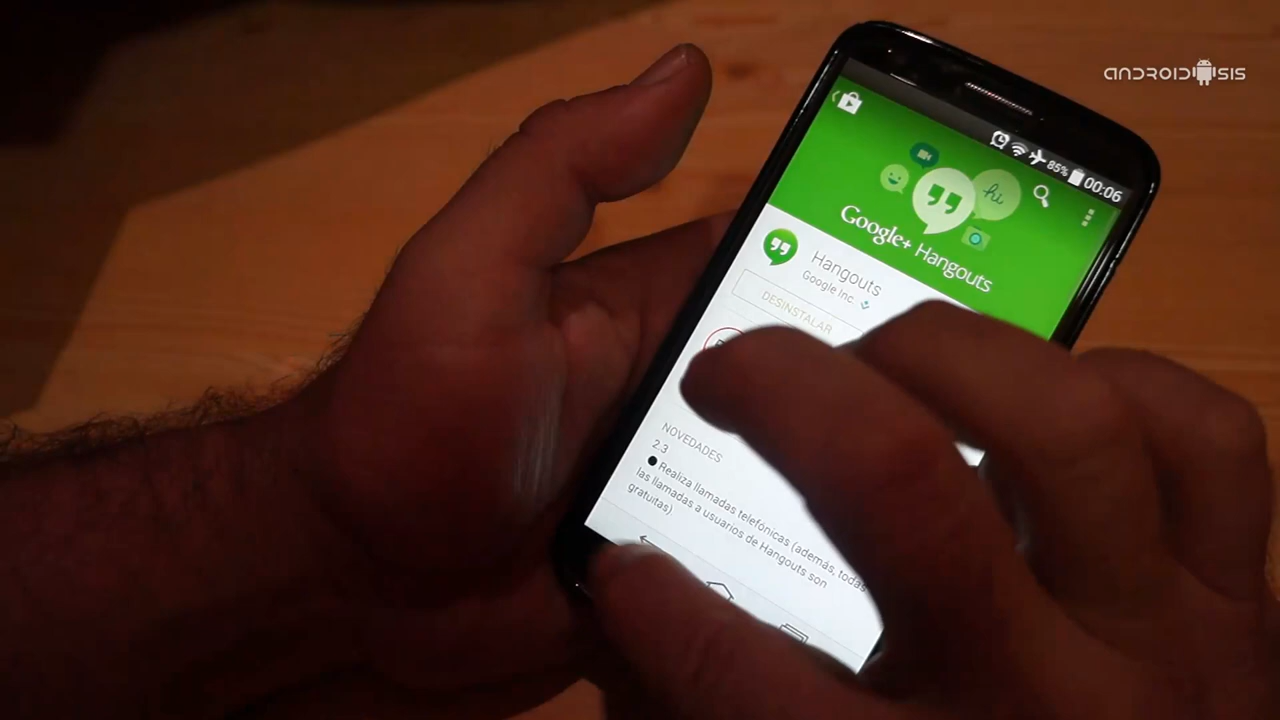 ANDROIDSIS
85% 00:06
hi
Google+ Hangouts
Hangouts
Google Inc.
DESINSTALAR
NOVEDADES
2.3
● Realiza llamadas telefónicas (además, todas
las llamadas a usuarios de Hangouts son
gratuitas)